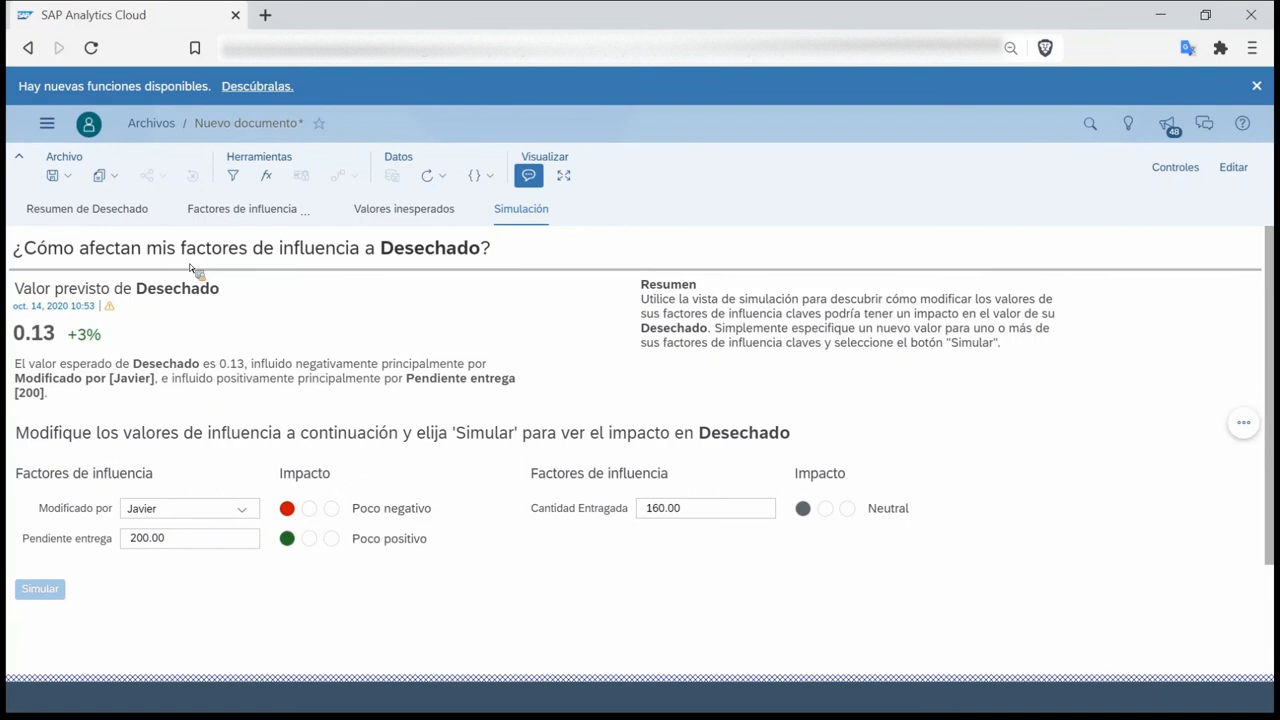 SAP Analytics Cloud
Hay nuevas funciones disponibles. Descúbralas.
Archivos / Nuevo documento*
48
Archivo
Herramientas
Datos
Visualizar
Controles
Editar
Resumen de Desechado
Factores de influencia ...
Valores inesperados
Simulación
¿Cómo afectan mis factores de influencia a Desechado?
Valor previsto de Desechado
oct. 14, 2020 10:53
0.13 +3%
El valor esperado de Desechado es 0.13, influido negativamente principalmente por
Modificado por [Javier], e influido positivamente principalmente por Pendiente entrega
[200].
Resumen
Utilice la vista de simulación para descubrir cómo modificar los valores de
sus factores de influencia claves podría tener un impacto en el valor de su
Desechado. Simplemente especifique un nuevo valor para uno o más de
sus factores de influencia claves y seleccione el botón "Simular".
Modifique los valores de influencia a continuación y elija 'Simular' para ver el impacto en Desechado
Factores de influencia
Impacto
Modificado por
Javier
Poco negativo
Pendiente entrega
200.00
Poco positivo
Factores de influencia
Impacto
Cantidad Entragada
160.00
Neutral
Simular